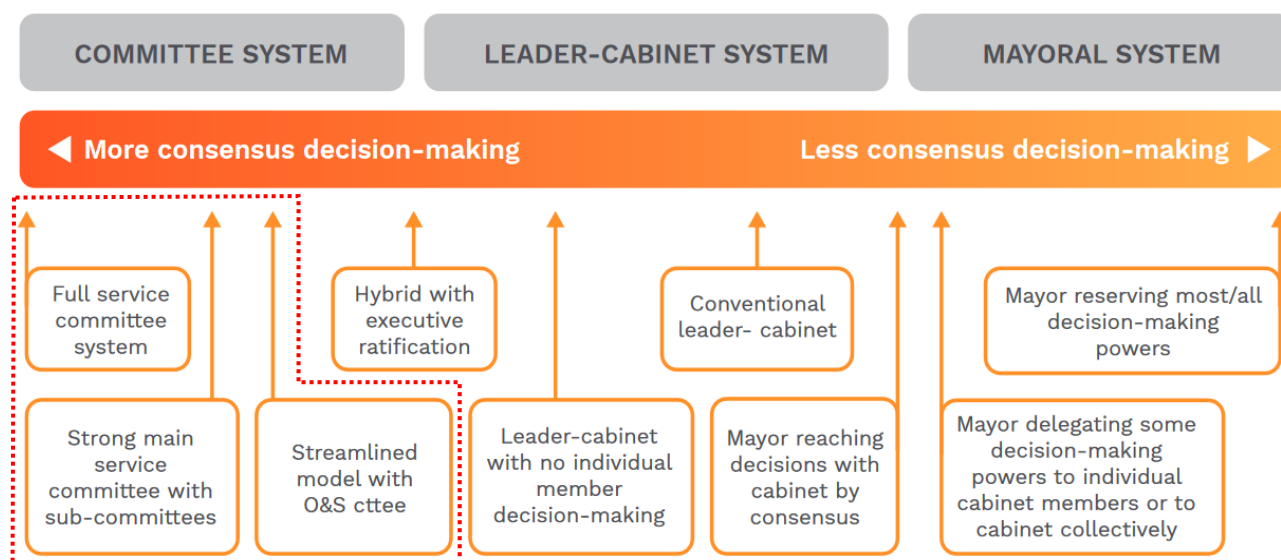 COMMITTEE SYSTEM
LEADER-CABINET SYSTEM
MAYORAL SYSTEM
More consensus decision-making
Less consensus decision-making
Full service
committee
system
Hybrid with
executive
ratification
Conventional
leader- cabinet
Mayor reserving most/all
decision-making
powers
Strong main
service
committee with
sub-committees
Streamlined
model with
O&S cttee
Leader-cabinet
with no individual
member
decision-making
Mayor reaching
decisions with
cabinet by
consensus
Mayor delegating some
decision-making
powers to individual
cabinet members or to
cabinet collectively